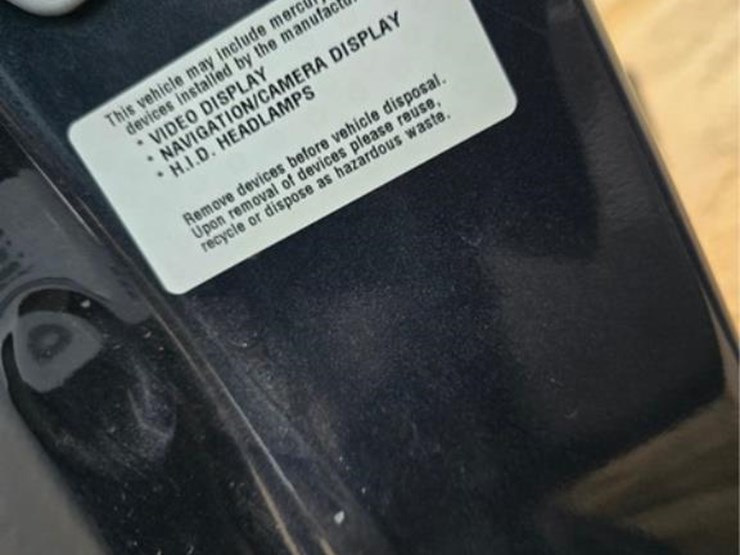 This vehicle may include mercury
devices installed by the
• VIDEO DISPLAY
• NAVIGATION/CAMERA DISPLAY
• H.I.D. HEADLAMPS
Remove devices before vehicle disposal.
Upon removal of devices please reuse,
recycle or dispose as hazardous waste.